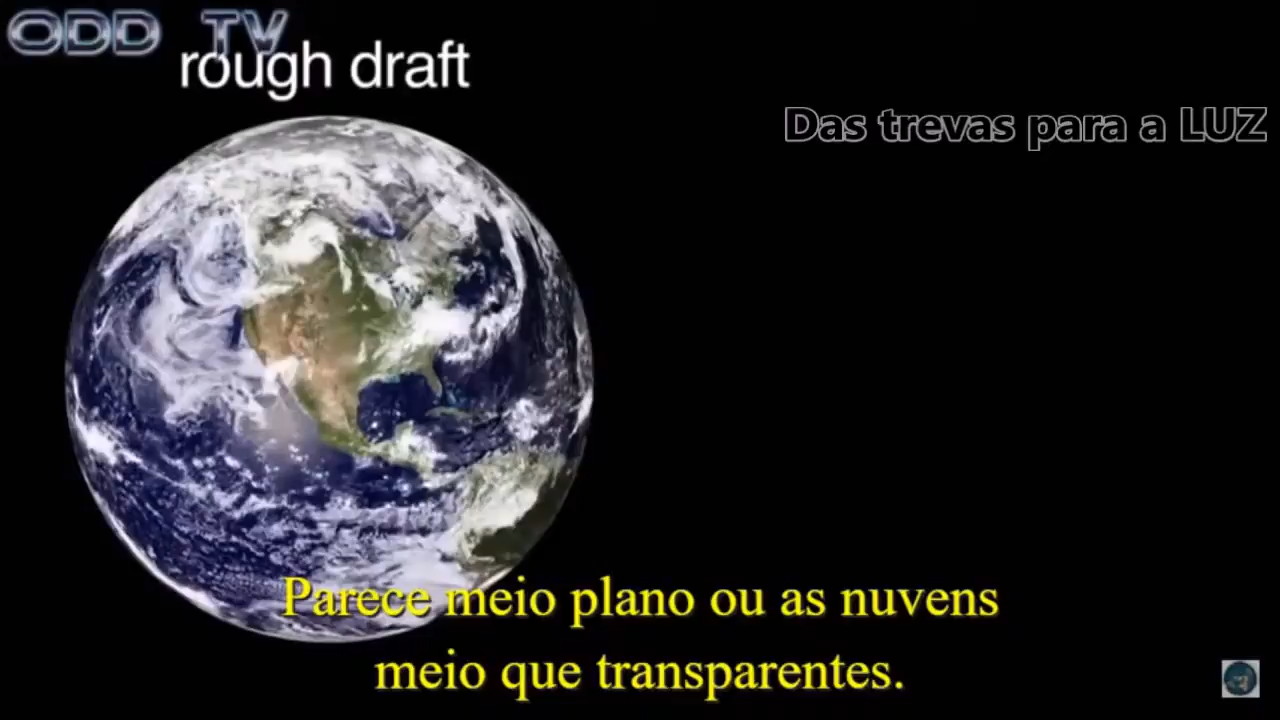 ODD TV
rough draft
Das trevas para a LUZ
Parece meio plano ou as nuvens
meio que transparentes.